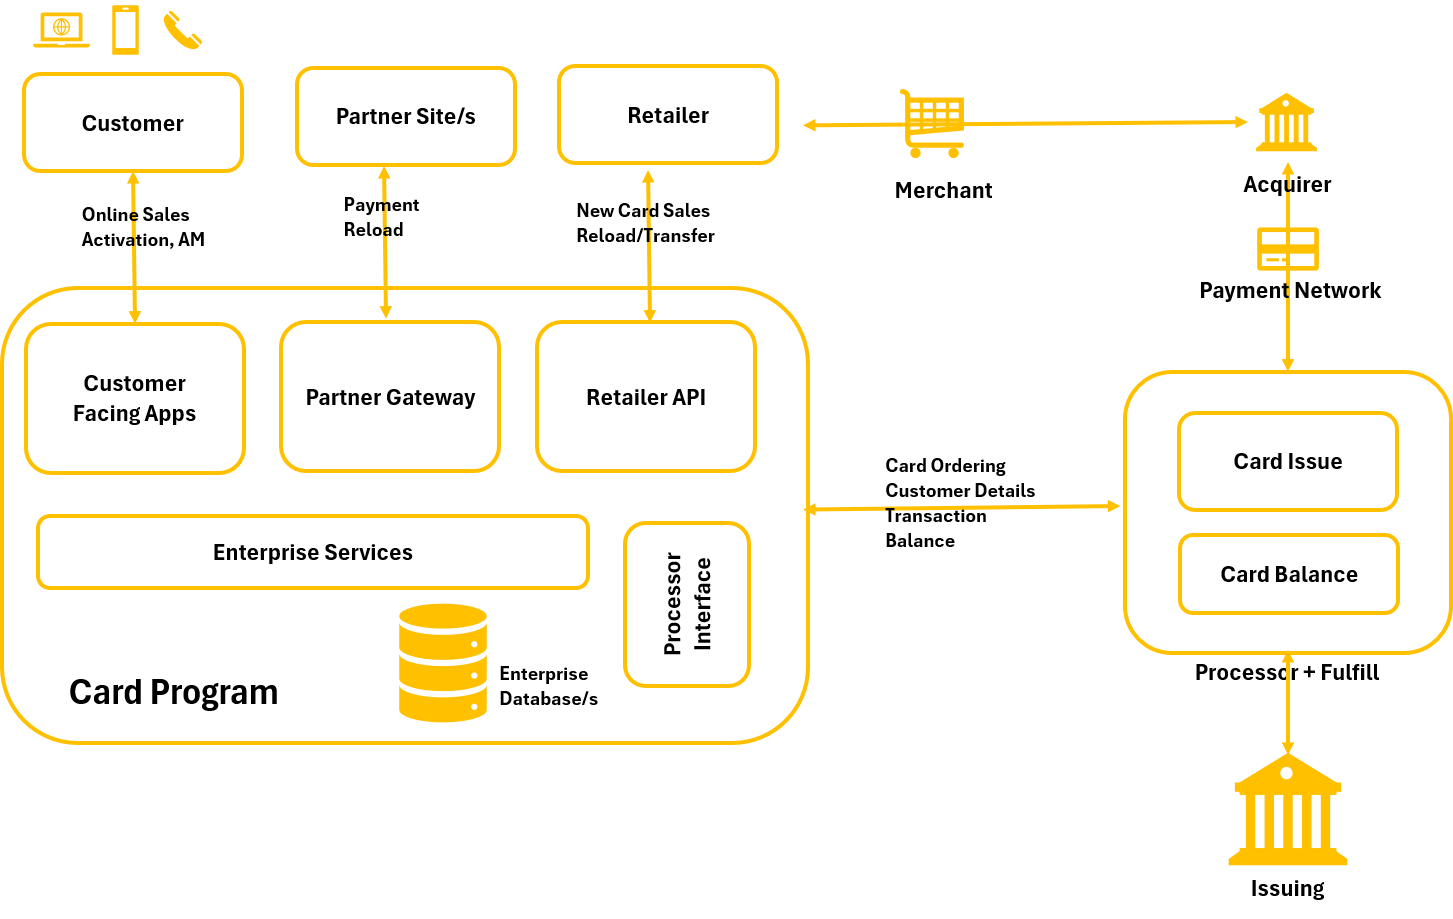 Customer
Partner Site/s
Retailer
Merchant
Acquirer
Online Sales
Activation, AM
Payment
Reload
New Card Sales
Reload/Transfer
Payment Network
Customer
Facing Apps
Partner Gateway
Retailer API
Card Ordering
Customer Details
Transaction
Balance
Card Issue
Card Balance
Enterprise Services
Processor
Interface
Enterprise
Database/s
Card Program
Processor + Fulfill
Issuing